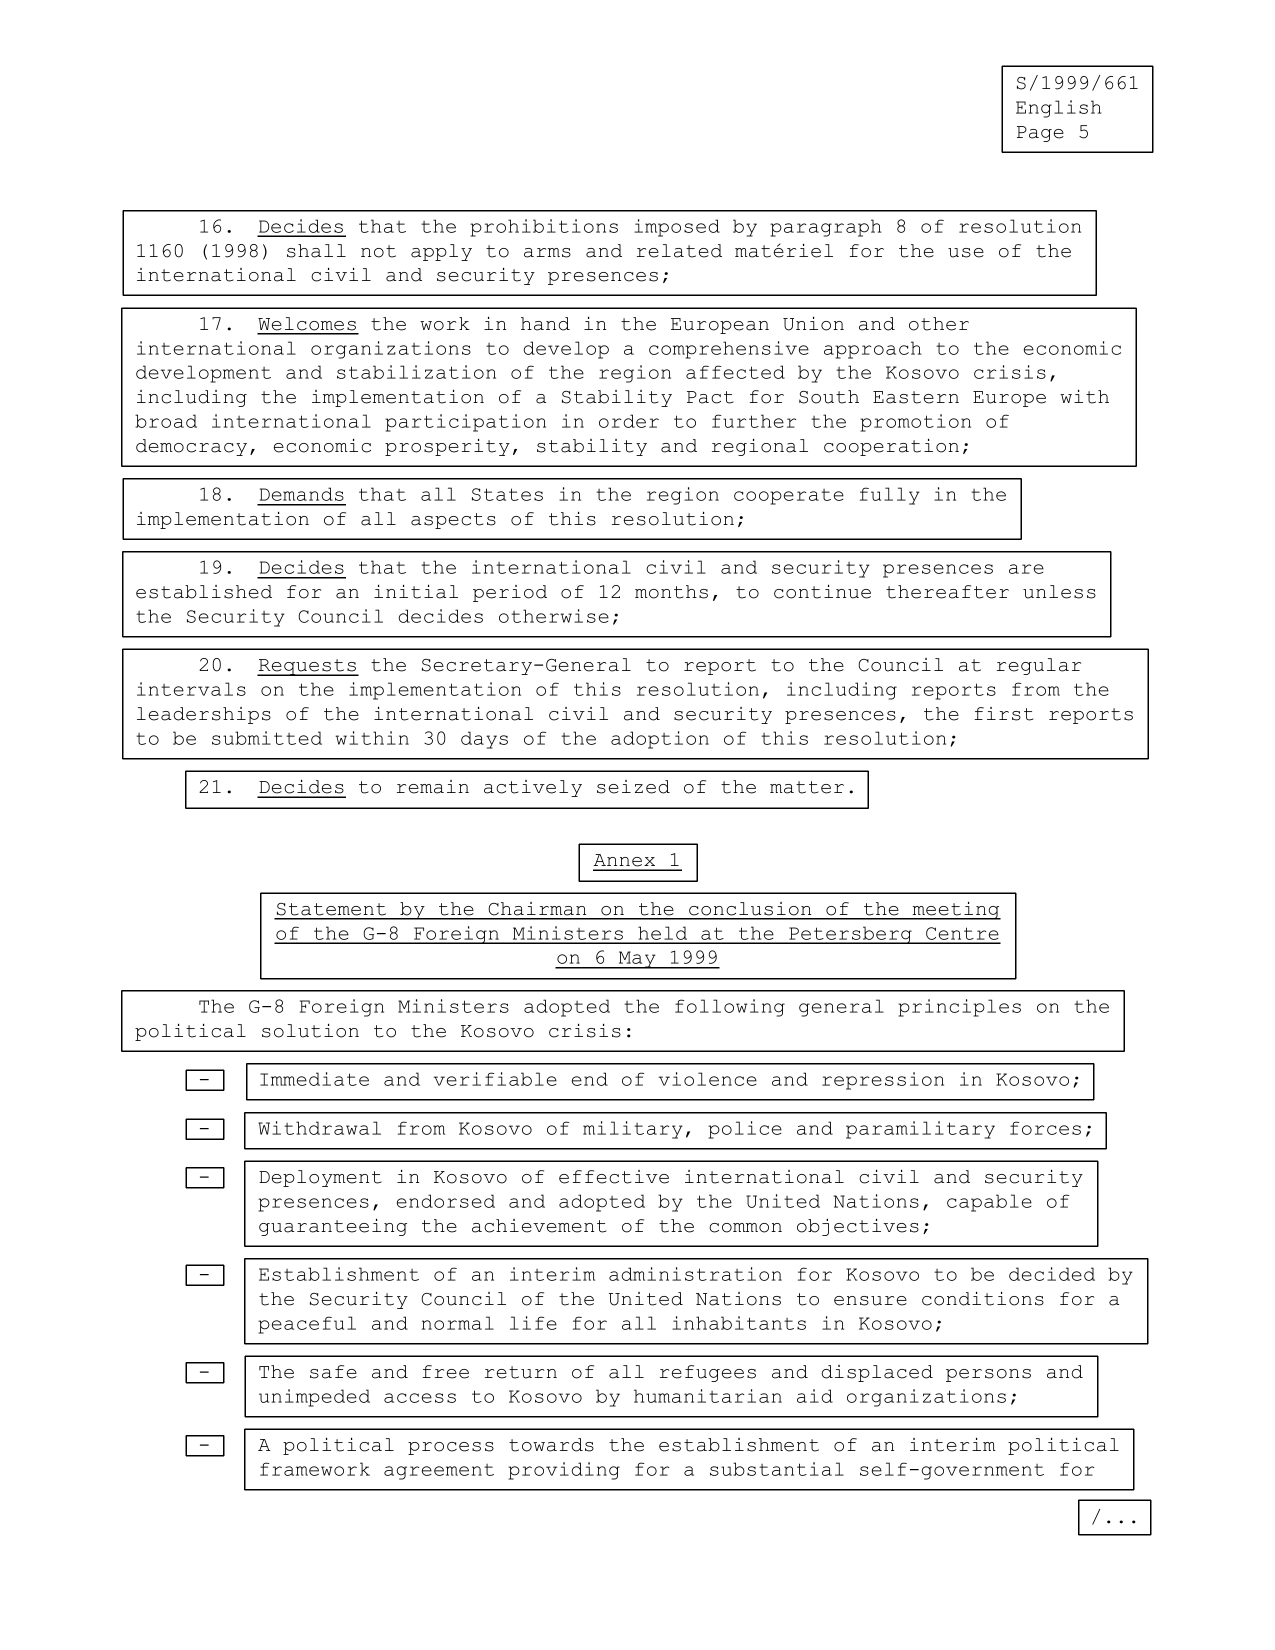 S/1999/661
English
Page 5
16. Decides that the prohibitions imposed by paragraph 8 of resolution
1160 (1998) shall not apply to arms and related matériel for the use of the
international civil and security presences;
17. Welcomes the work in hand in the European Union and other
international organizations to develop a comprehensive approach to the economic
development and stabilization of the region affected by the Kosovo crisis,
including the implementation of a Stability Pact for South Eastern Europe with
broad international participation in order to further the promotion of
democracy, economic prosperity, stability and regional cooperation;
18. Demands that all States in the region cooperate fully in the
implementation of all aspects of this resolution;
19. Decides that the international civil and security presences are
established for an initial period of 12 months, to continue thereafter unless
the Security Council decides otherwise;
20. Requests the Secretary-General to report to the Council at regular
intervals on the implementation of this resolution, including reports from the
leaderships of the international civil and security presences, the first reports
to be submitted within 30 days of the adoption of this resolution;
21. Decides to remain actively seized of the matter.
Annex 1
Statement by the Chairman on the conclusion of the meeting
of the G-8 Foreign Ministers held at the Petersberg Centre
on 6 May 1999
The G-8 Foreign Ministers adopted the following general principles on the
political solution to the Kosovo crisis:
- Immediate and verifiable end of violence and repression in Kosovo;
- Withdrawal from Kosovo of military, police and paramilitary forces;
- Deployment in Kosovo of effective international civil and security
presences, endorsed and adopted by the United Nations, capable of
guaranteeing the achievement of the common objectives;
- Establishment of an interim administration for Kosovo to be decided by
the Security Council of the United Nations to ensure conditions for a
peaceful and normal life for all inhabitants in Kosovo;
- The safe and free return of all refugees and displaced persons and
unimpeded access to Kosovo by humanitarian aid organizations;
- A political process towards the establishment of an interim political
framework agreement providing for a substantial self-government for
/...